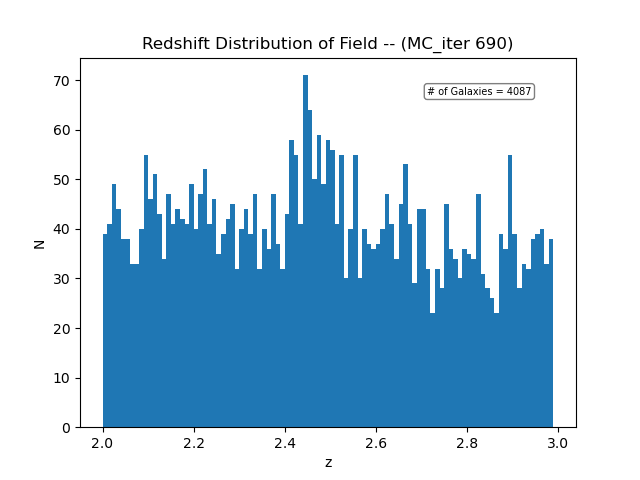 Redshift Distribution of Field -- (MC_iter 690)
# of Galaxies = 4087
N
70
60
50
40
30
20
10
0
2.0 2.2 2.4 2.6 2.8 3.0
z